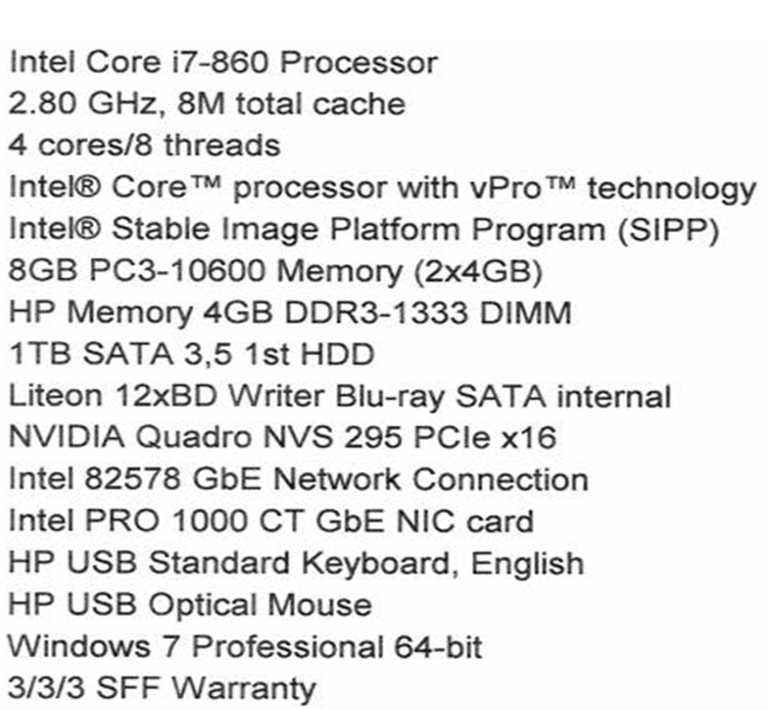 Intel Core i7-860 Processor
2.80 GHz, 8M total cache
4 cores/8 threads
Intel® Core™ processor with vPro™ technology
Intel® Stable Image Platform Program (SIPP)
8GB PC3-10600 Memory (2x4GB)
HP Memory 4GB DDR3-1333 DIMM
1TB SATA 3,5 1st HDD
Liteon 12xBD Writer Blu-ray SATA internal
NVIDIA Quadro NVS 295 PCIe x16
Intel 82578 GbE Network Connection
Intel PRO 1000 CT GbE NIC card
HP USB Standard Keyboard, English
HP USB Optical Mouse
Windows 7 Professional 64-bit
3/3/3 SFF Warranty